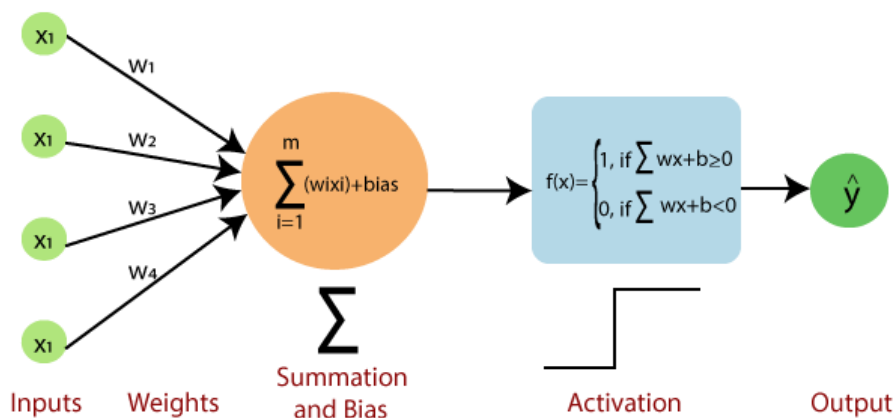 x1
x1
x1
x1
w1
w2
w3
w4
m
∑(wixi)+bias
i=1
∑
f(x)={1, if ∑ wx+b≥0
0, if ∑ wx+b<0
ŷ
Inputs
Weights
Summation
and Bias
Activation
Output